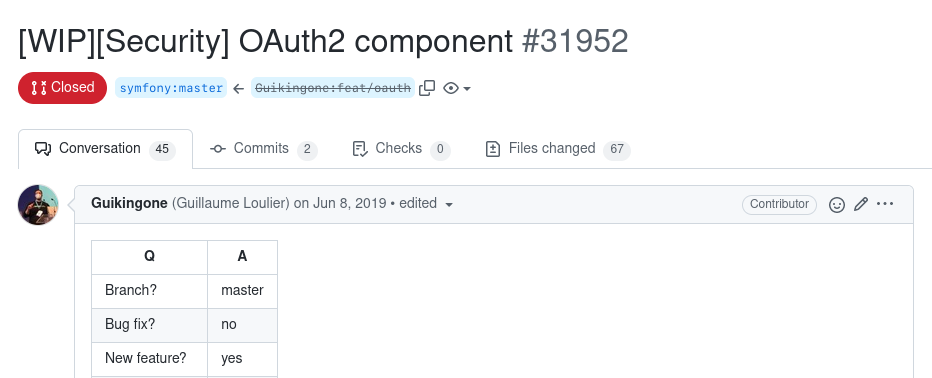 [WIP][Security] OAuth2 component #31952
Closed symfony:master ← Guikingone:feat/oauth
Conversation 45 Commits 2 Checks 0 Files changed 67
Guikingone (Guillaume Loulier) on Jun 8, 2019 • edited Contributor
Q A
Branch? master
Bug fix? no
New feature? yes